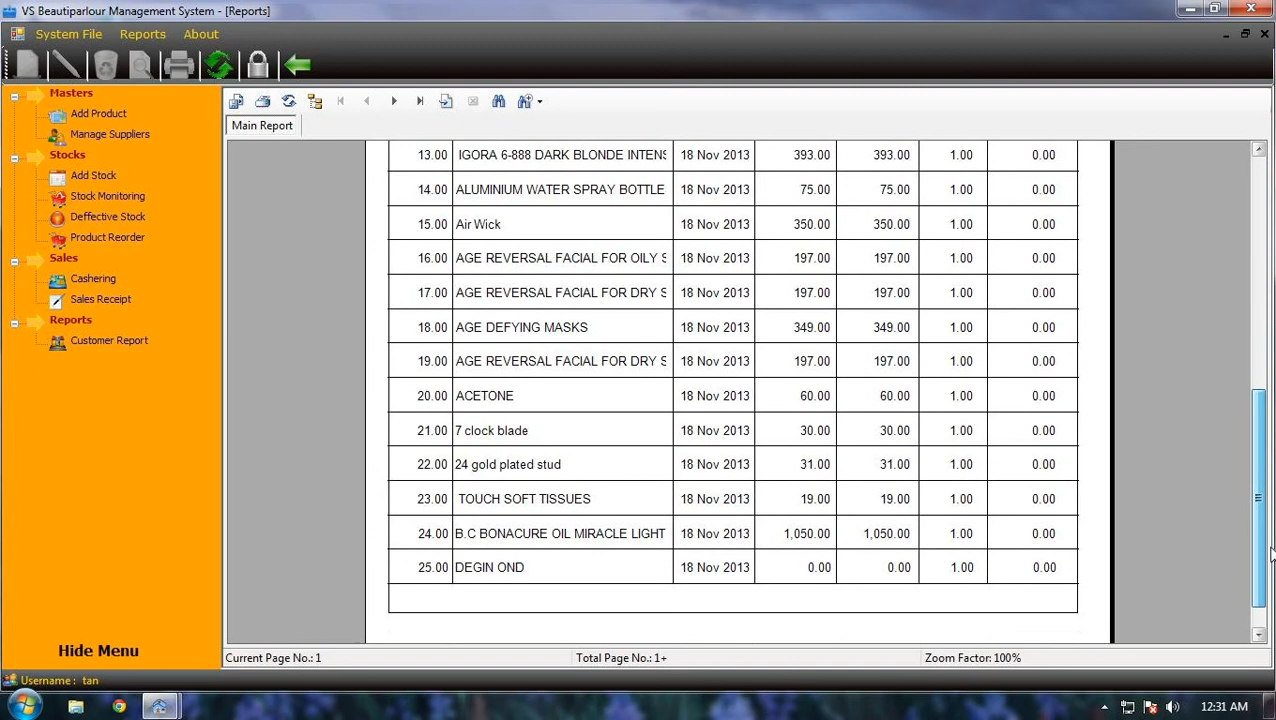 VS Beautiparlour Management System - [Reports]
System File Reports About
Masters
Add Product
Manage Suppliers
Stocks
Add Stock
Stock Monitoring
Deffective Stock
Product Reorder
Sales
Cashering
Sales Receipt
Reports
Customer Report
Hide Menu
Main Report
13.00 IGORA 6-888 DARK BLONDE INTENS 18 Nov 2013 393.00 393.00 1.00 0.00
14.00 ALUMINIUM WATER SPRAY BOTTLE 18 Nov 2013 75.00 75.00 1.00 0.00
15.00 Air Wick 18 Nov 2013 350.00 350.00 1.00 0.00
16.00 AGE REVERSAL FACIAL FOR OILY S 18 Nov 2013 197.00 197.00 1.00 0.00
17.00 AGE REVERSAL FACIAL FOR DRY S 18 Nov 2013 197.00 197.00 1.00 0.00
18.00 AGE DEFYING MASKS 18 Nov 2013 349.00 349.00 1.00 0.00
19.00 AGE REVERSAL FACIAL FOR DRY S 18 Nov 2013 197.00 197.00 1.00 0.00
20.00 ACETONE 18 Nov 2013 60.00 60.00 1.00 0.00
21.00 7 clock blade 18 Nov 2013 30.00 30.00 1.00 0.00
22.00 24 gold plated stud 18 Nov 2013 31.00 31.00 1.00 0.00
23.00 TOUCH SOFT TISSUES 18 Nov 2013 19.00 19.00 1.00 0.00
24.00 B.C BONACURE OIL MIRACLE LIGHT 18 Nov 2013 1,050.00 1,050.00 1.00 0.00
25.00 DEGIN OND 18 Nov 2013 0.00 0.00 1.00 0.00
Current Page No.: 1 Total Page No.: 1+ Zoom Factor: 100%
Username : tan
12:31 AM